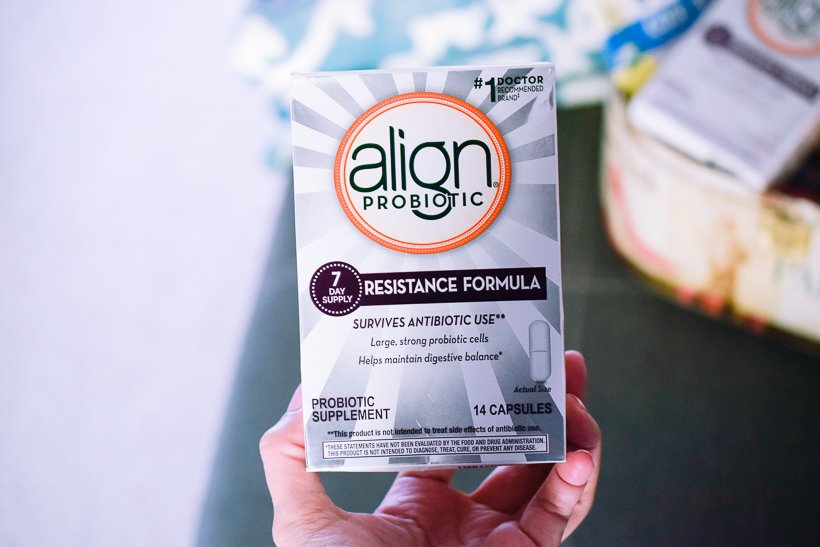 #1 DOCTOR
RECOMMENDED
BRAND‡
align®
PROBIOTIC
7
DAY
SUPPLY
RESISTANCE FORMULA
SURVIVES ANTIBIOTIC USE**
Large, strong probiotic cells
Helps maintain digestive balance*
Actual Size
PROBIOTIC
SUPPLEMENT
14 CAPSULES
**This product is not intended to treat side effects of antibiotic use.
*THESE STATEMENTS HAVE NOT BEEN EVALUATED BY THE FOOD AND DRUG ADMINISTRATION.
THIS PRODUCT IS NOT INTENDED TO DIAGNOSE, TREAT, CURE, OR PREVENT ANY DISEASE.